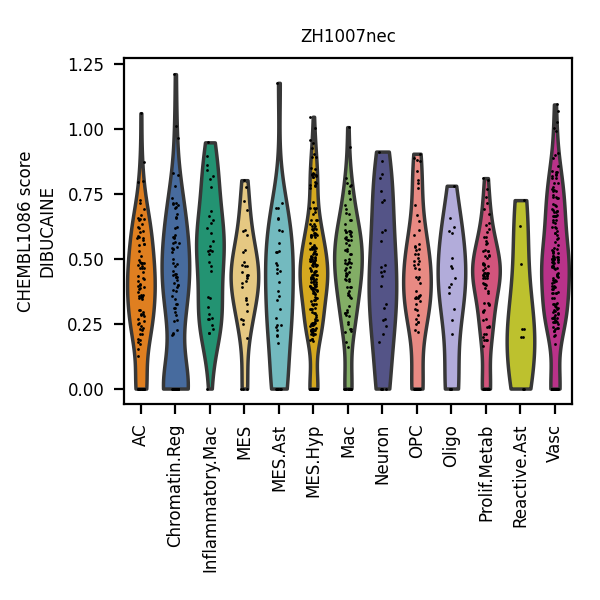 ZH1007nec
CHEMBL1086 score
DIBUCAINE
1.25
1.00
0.75
0.50
0.25
0.00
AC
Chromatin.Reg
Inflammatory.Mac
MES
MES.Ast
MES.Hyp
Mac
Neuron
OPC
Oligo
Prolif.Metab
Reactive.Ast
Vasc